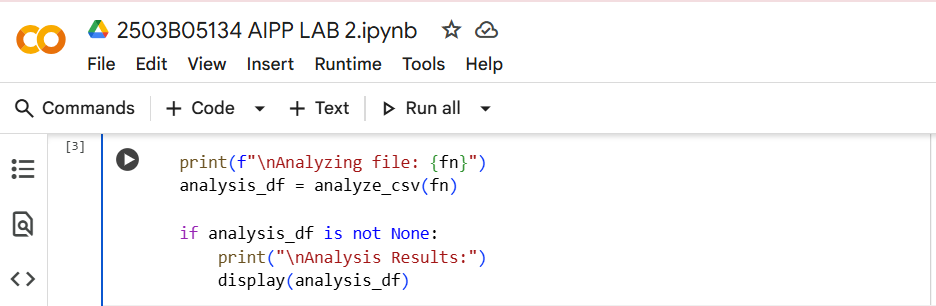 2503B05134 AIPP LAB 2.ipynb
File Edit View Insert Runtime Tools Help
Commands + Code + Text Run all
[3]
print(f"\nAnalyzing file: {fn}")
analysis_df = analyze_csv(fn)
if analysis_df is not None:
print("\nAnalysis Results:")
display(analysis_df)